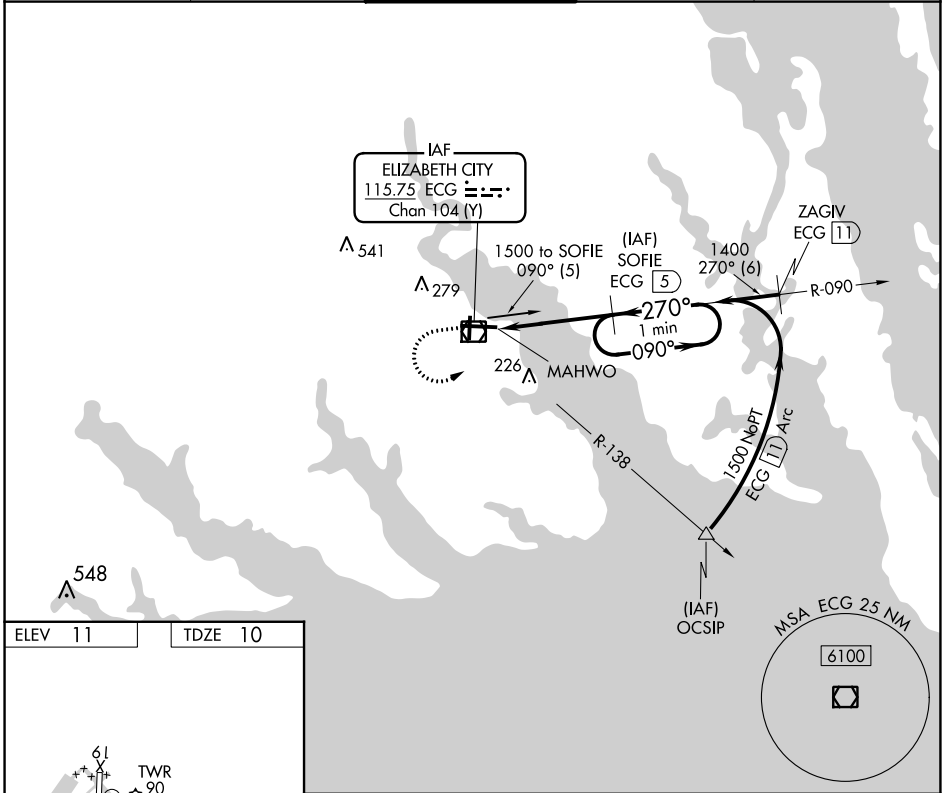 IAF
ELIZABETH CITY
115.75 ECG
Chan 104 (Y)
541
279
1500 to SOFIE
090° (5)
(IAF)
SOFIE
ECG 5
1400
270° (6)
ZAGIV
ECG 11
R-090
270°
1 min
090°
226
MAHWO
R-138
1500 NoPT
ECG 11 Arc
(IAF)
OCSIP
548
MSA ECG 25 NM
6100
ELEV 11
TDZE 10
19
TWR
90